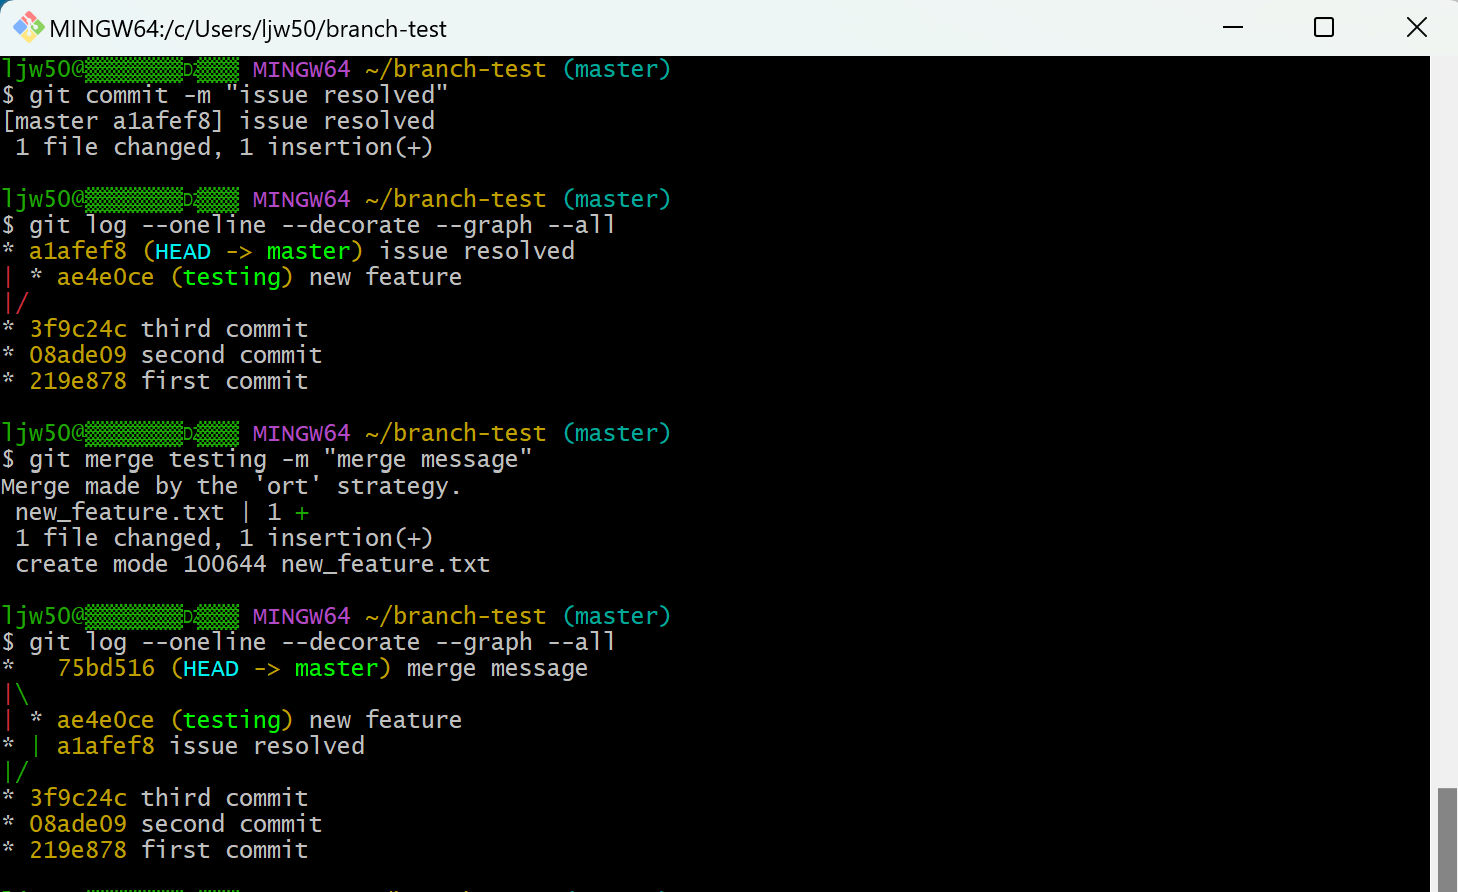 MINGW64:/c/Users/ljw50/branch-test
ljw50@▒▒▒▒▒▒▒ǲ▒▒▒ MINGW64 ~/branch-test (master)
$ git commit -m "issue resolved"
[master a1afef8] issue resolved
1 file changed, 1 insertion(+)
ljw50@▒▒▒▒▒▒▒ǲ▒▒▒ MINGW64 ~/branch-test (master)
$ git log --oneline --decorate --graph --all
* a1afef8 (HEAD -> master) issue resolved
| * ae4e0ce (testing) new feature
|/
* 3f9c24c third commit
* 08ade09 second commit
* 219e878 first commit
ljw50@▒▒▒▒▒▒▒ǲ▒▒▒ MINGW64 ~/branch-test (master)
$ git merge testing -m "merge message"
Merge made by the 'ort' strategy.
new_feature.txt | 1 +
1 file changed, 1 insertion(+)
create mode 100644 new_feature.txt
ljw50@▒▒▒▒▒▒▒ǲ▒▒▒ MINGW64 ~/branch-test (master)
$ git log --oneline --decorate --graph --all
*   75bd516 (HEAD -> master) merge message
|\
| * ae4e0ce (testing) new feature
* | a1afef8 issue resolved
|/
* 3f9c24c third commit
* 08ade09 second commit
* 219e878 first commit